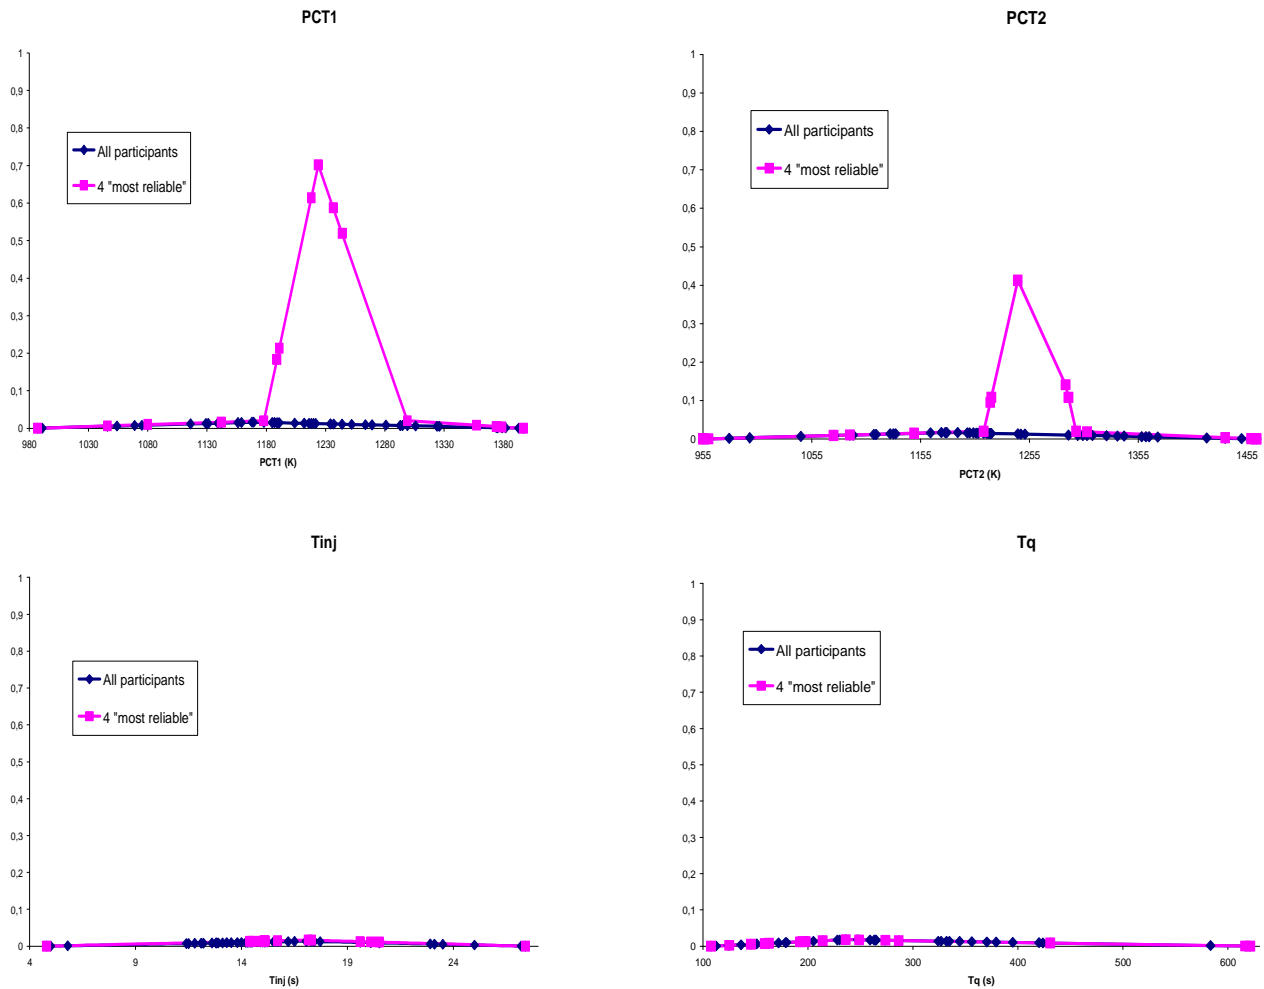 PCT1
1
0,9
0,8
0,7
0,6
0,5
0,4
0,3
0,2
0,1
0
980 1030 1080 1130 1180 1230 1280 1330 1380
PCT1 (K)
All participants
4 "most reliable"
PCT2
1
0,9
0,8
0,7
0,6
0,5
0,4
0,3
0,2
0,1
0
955 1055 1155 1255 1355 1455
PCT2 (K)
All participants
4 "most reliable"
Tinj
1
0,9
0,8
0,7
0,6
0,5
0,4
0,3
0,2
0,1
0
4 9 14 19 24
Tinj (s)
All participants
4 "most reliable"
Tq
1
0,9
0,8
0,7
0,6
0,5
0,4
0,3
0,2
0,1
0
100 200 300 400 500 600
Tq (s)
All participants
4 "most reliable"